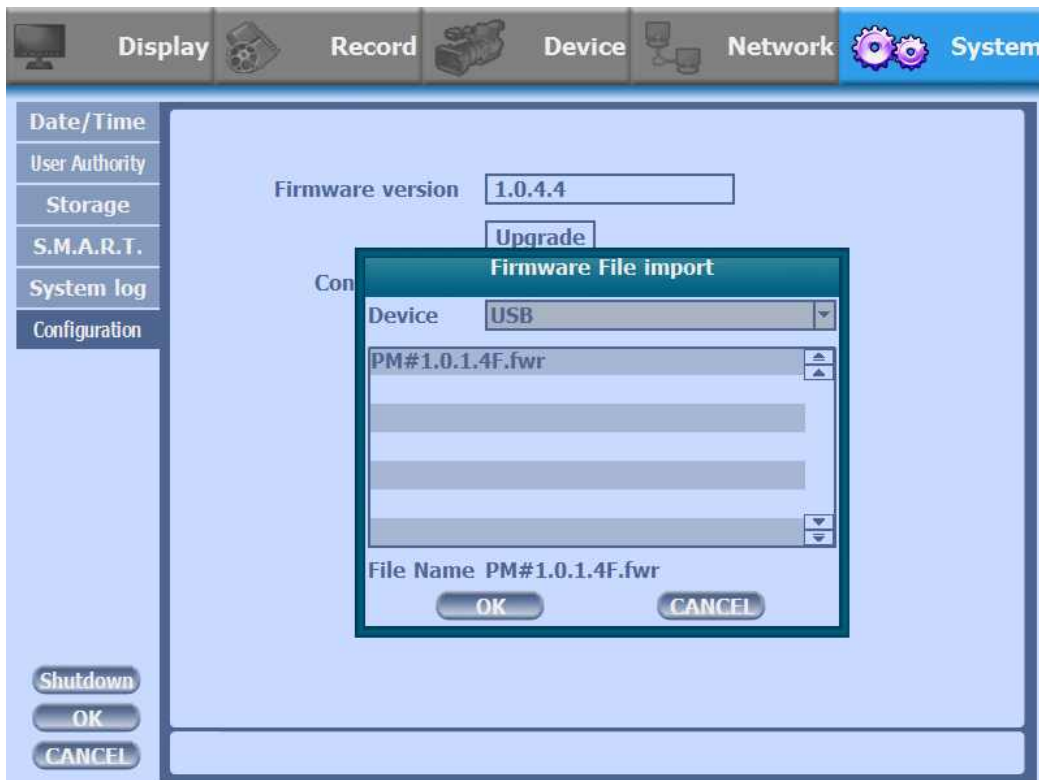 Display Record Device Network System
Date/Time
User Authority
Storage
S.M.A.R.T.
System log
Configuration
Firmware version 1.0.4.4
Upgrade
Con
Firmware File import
Device USB
PM#1.0.1.4F.fwr
File Name PM#1.0.1.4F.fwr
OK CANCEL
Shutdown
OK
CANCEL